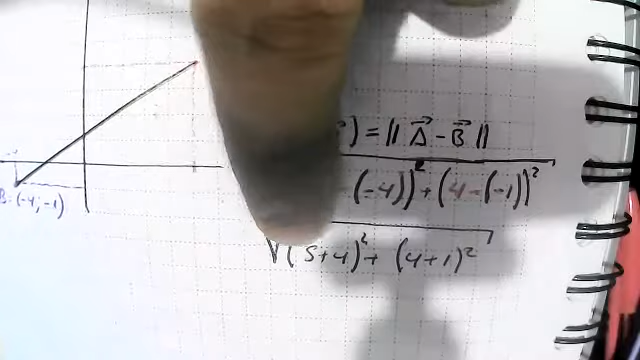 ) = || A⃗ - B⃗ ||
(-4))² + (4-(-1))²
√(5+4)² + (4+1)²
B: (-4; -1)